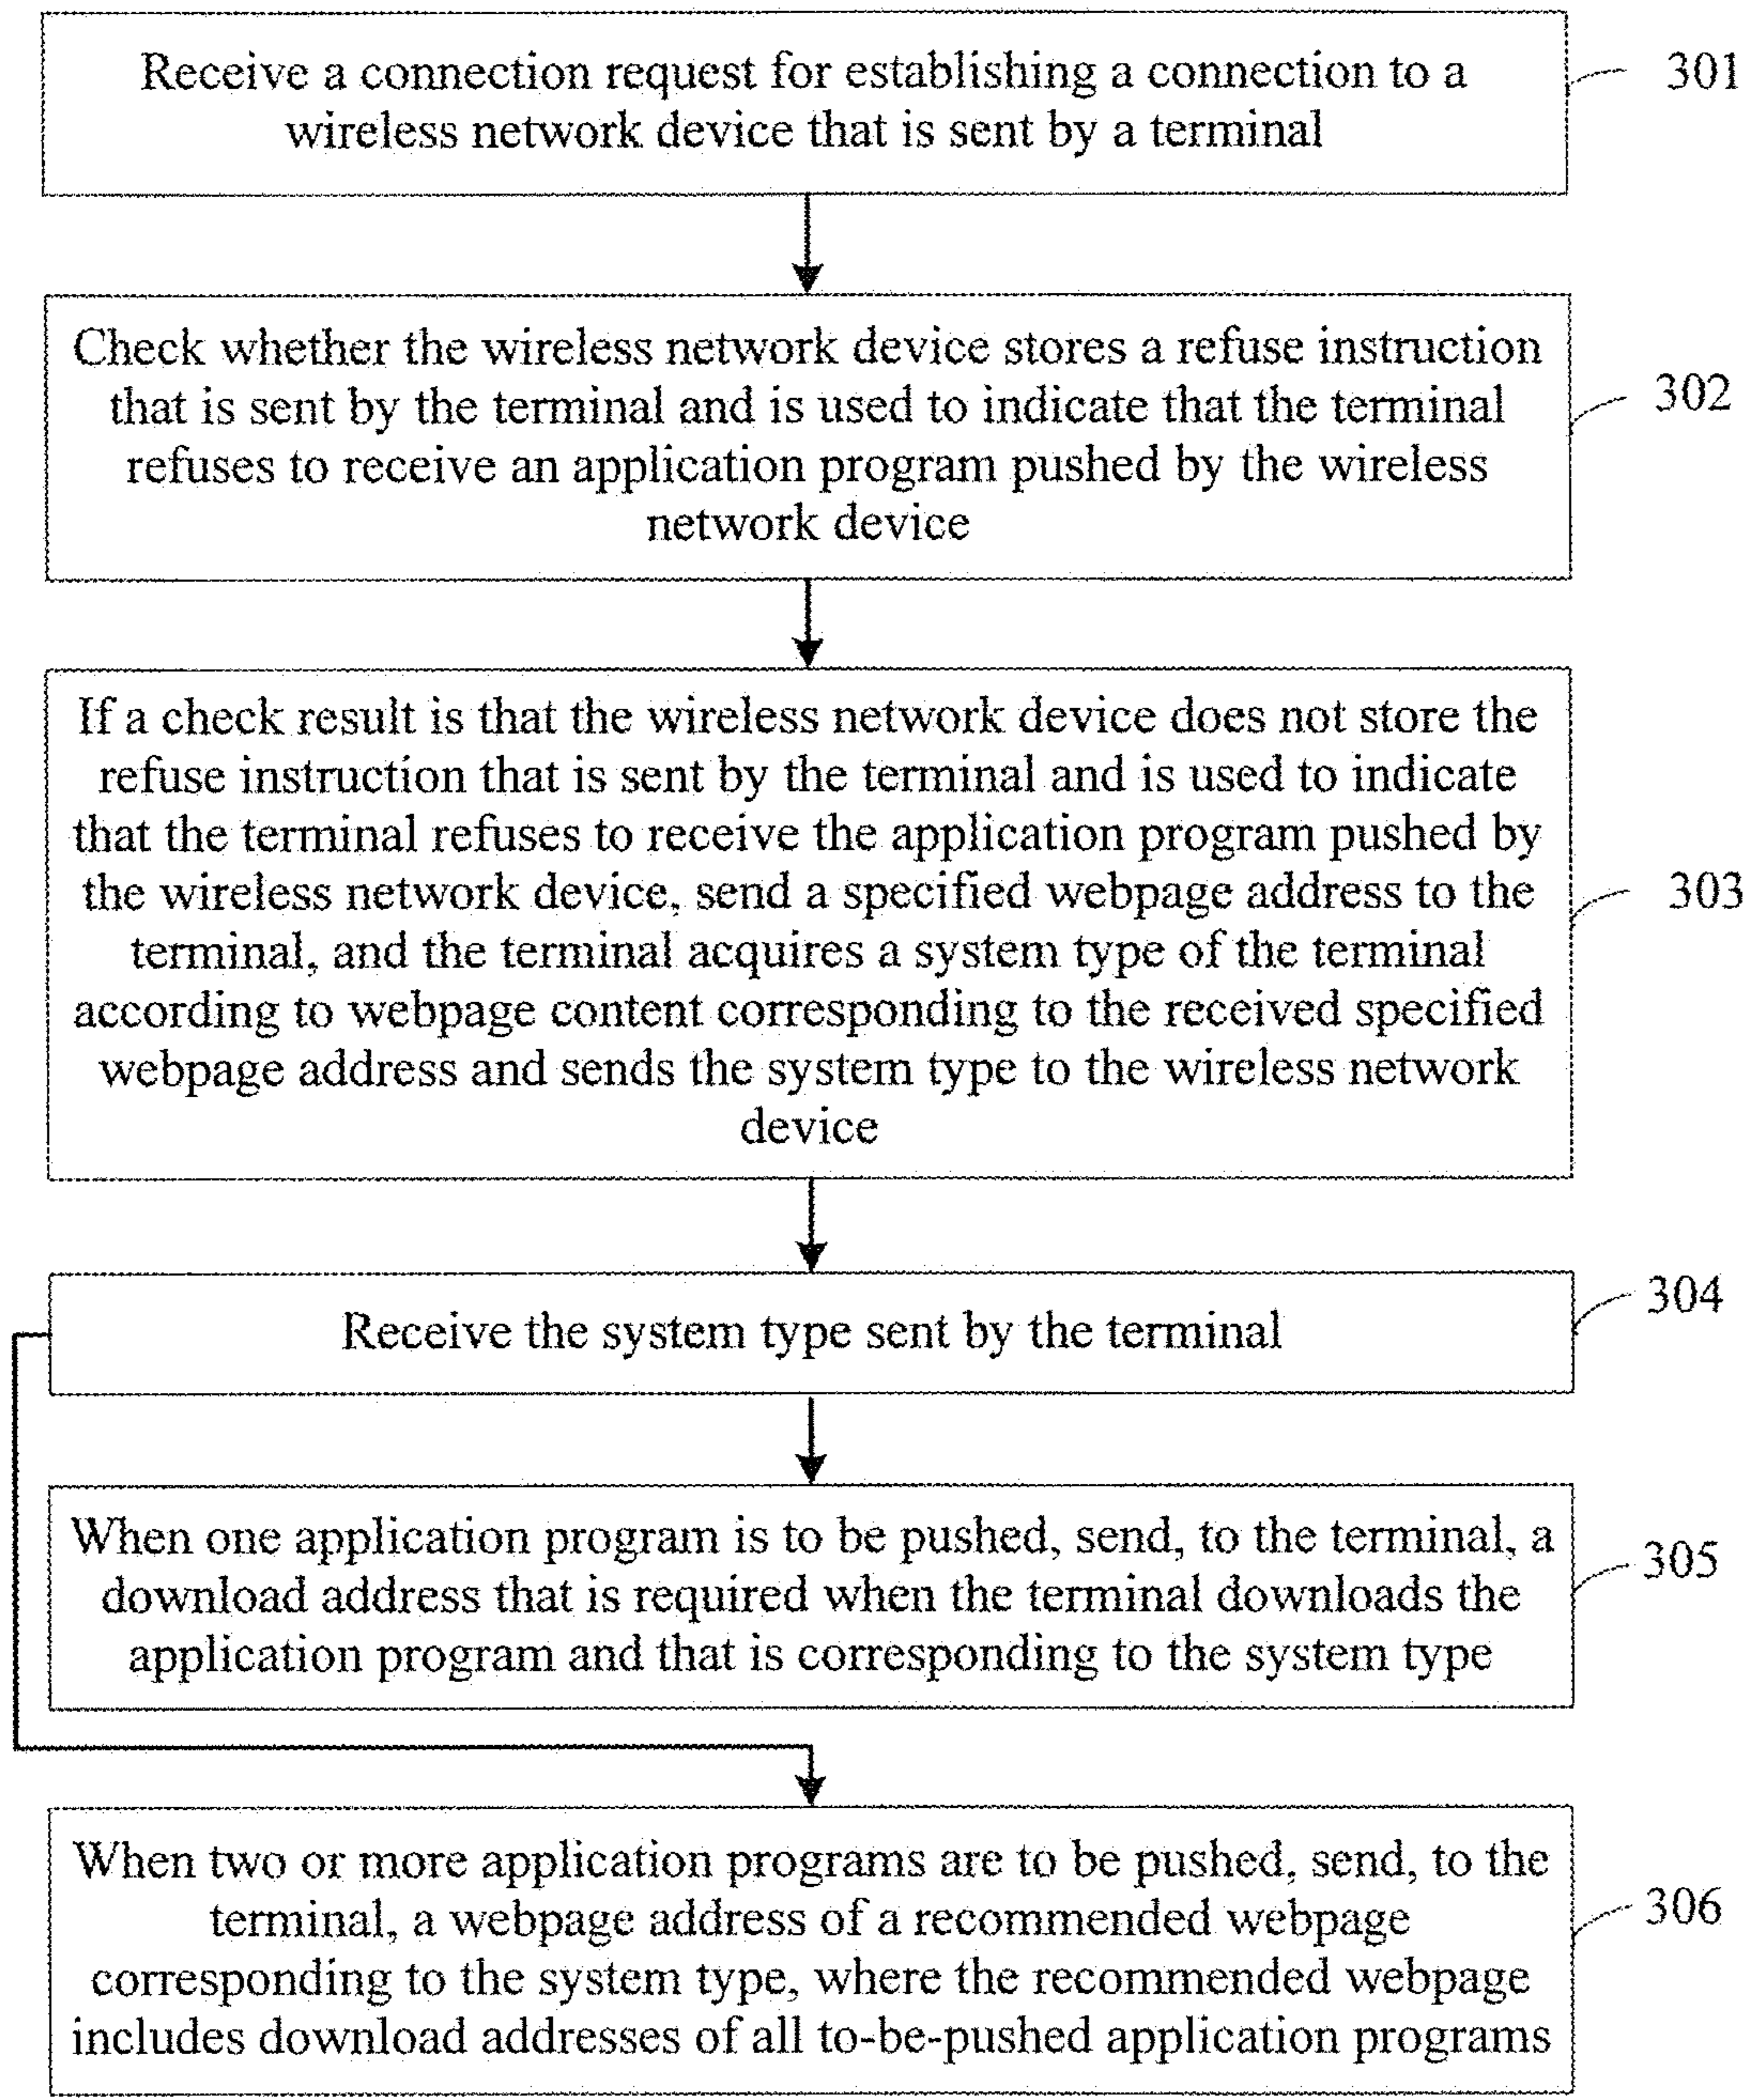 Receive a connection request for establishing a connection to a
wireless network device that is sent by a terminal
301
Check whether the wireless network device stores a refuse instruction
that is sent by the terminal and is used to indicate that the terminal
refuses to receive an application program pushed by the wireless
network device
302
If a check result is that the wireless network device does not store the
refuse instruction that is sent by the terminal and is used to indicate
that the terminal refuses to receive the application program pushed by
the wireless network device, send a specified webpage address to the
terminal, and the terminal acquires a system type of the terminal
according to webpage content corresponding to the received specified
webpage address and sends the system type to the wireless network
device
303
Receive the system type sent by the terminal
304
When one application program is to be pushed, send, to the terminal, a
download address that is required when the terminal downloads the
application program and that is corresponding to the system type
305
When two or more application programs are to be pushed, send, to the
terminal, a webpage address of a recommended webpage
corresponding to the system type, where the recommended webpage
includes download addresses of all to-be-pushed application programs
306